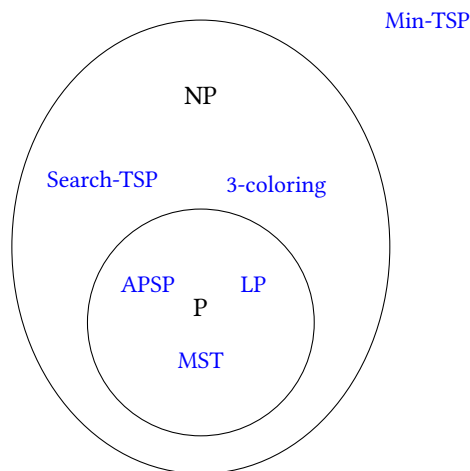 Min-TSP
NP
Search-TSP
3-coloring
APSP
LP
P
MST